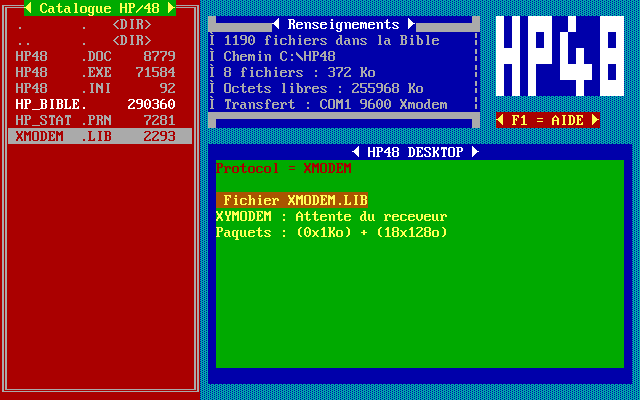 Catalogue HP/48
.       .   <DIR>
..      .   <DIR>
HP48    .DOC   8779
HP48    .EXE  71584
HP48    .INI     92
HP_BIBLE.    290360
HP_STAT .PRN   7281
XMODEM  .LIB   2293
Renseignements
Ì 1190 fichiers dans la Bible
Ì Chemin C:\HP48
Ì 8 fichiers : 372 Ko
Ì Octets libres : 255968 Ko
Ì Transfert : COM1 9600 Xmodem
HP48
F1 = AIDE
HP48 DESKTOP
Protocol = XMODEM
Fichier XMODEM.LIB
XYMODEM : Attente du receveur
Paquets : (0x1Ko) + (18x128o)